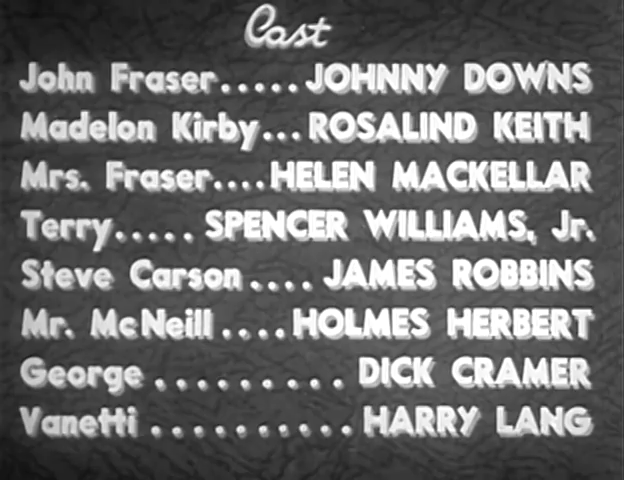 Cast
John Fraser.....JOHNNY DOWNS
Madelon Kirby...ROSALIND KEITH
Mrs. Fraser....HELEN MACKELLAR
Terry..... SPENCER WILLIAMS, Jr.
Steve Carson .... JAMES ROBBINS
Mr. McNeill ....HOLMES HERBERT
George ......... DICK CRAMER
Vanetti .......... HARRY LANG